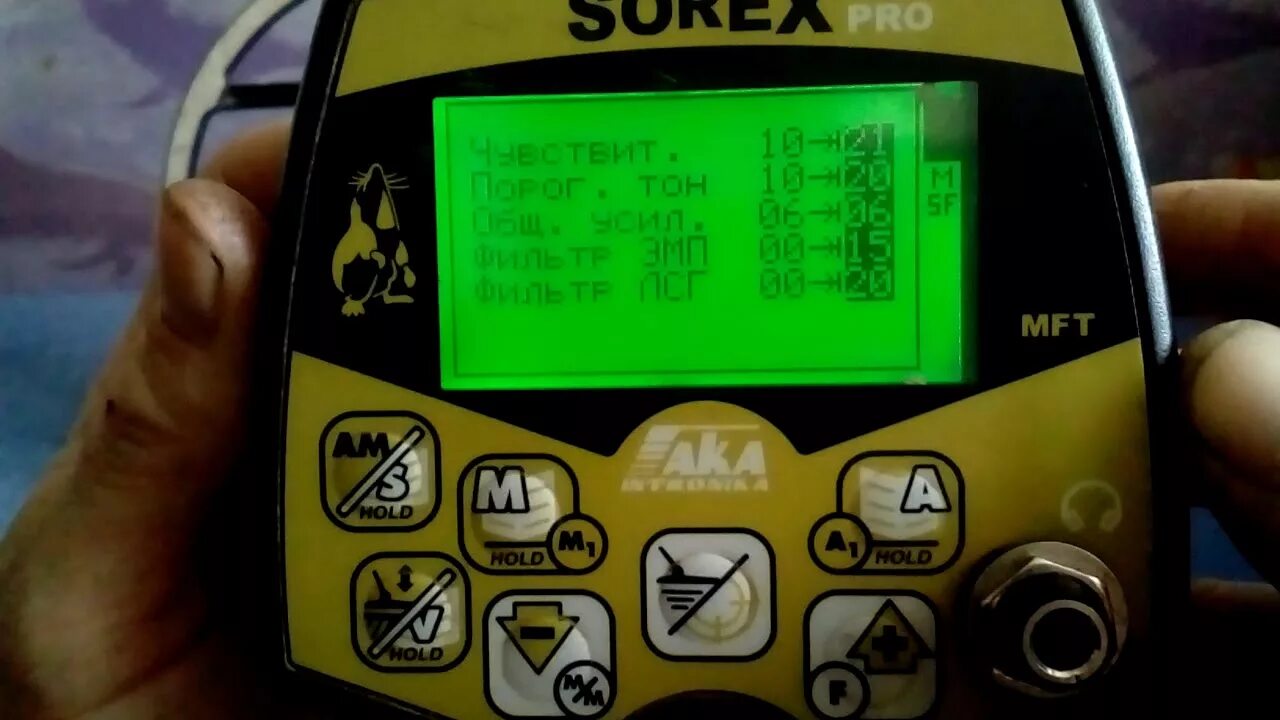 SOREX PRO
Чувствит. 10→21
Порог. тон 10→20
Общ. усил. 06→06
Фильтр ЗМП 00→15
Фильтр ЛСГ 00→20
M
SF
MFT
AKA
INTRONIKA
AM/S
HOLD
M
HOLD M1
A
A1 HOLD
V
HOLD
-
M/M
+
F